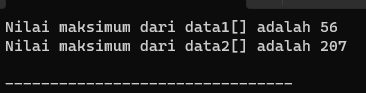 Nilai maksimum dari data1[] adalah 56
Nilai maksimum dari data2[] adalah 207
--------------------------------